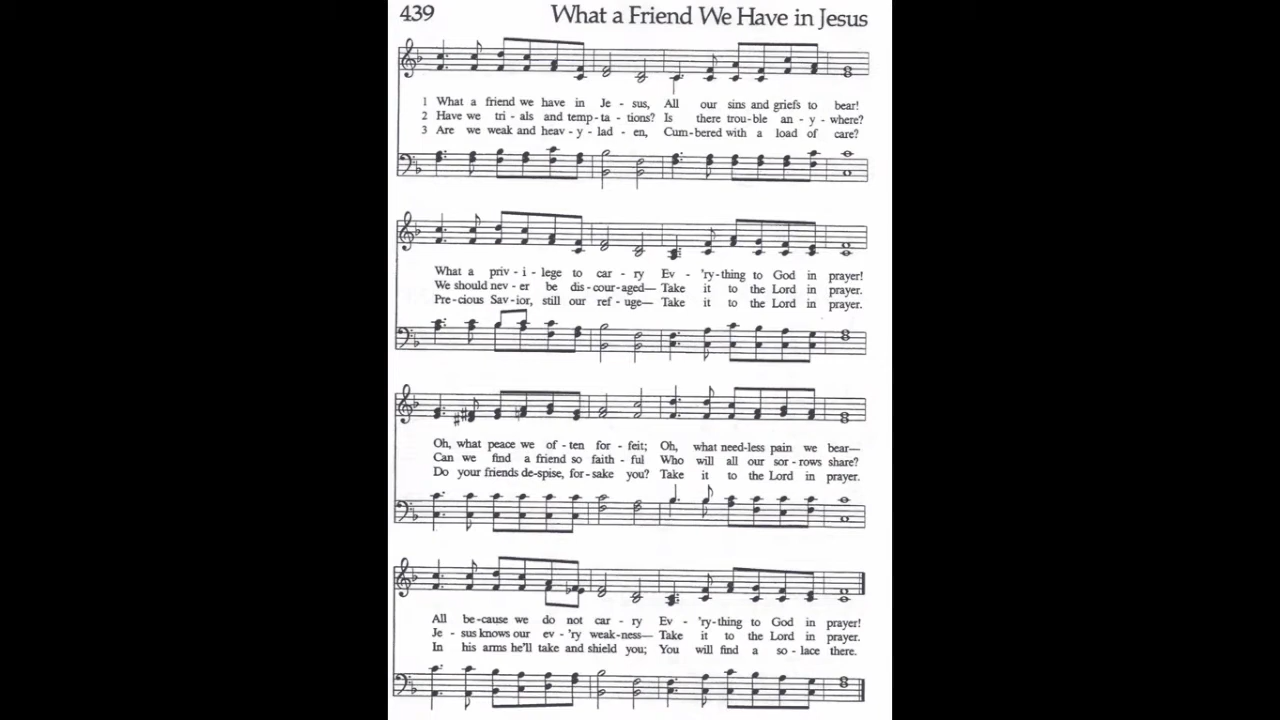 439 What a Friend We Have in Jesus
1 What a friend we have in Je - sus, All our sins and griefs to bear!
2 Have we tri - als and temp - ta - tions? Is there trou - ble an - y - where?
3 Are we weak and heav - y - lad - en, Cum - bered with a load of care?
What a priv - i - lege to car - ry Ev - 'ry - thing to God in prayer!
We should nev - er be dis - cour - aged— Take it to the Lord in prayer.
Pre - cious Sav - ior, still our ref - uge— Take it to the Lord in prayer.
Oh, what peace we of - ten for - feit; Oh, what need - less pain we bear—
Can we find a friend so faith - ful Who will all our sor - rows share?
Do your friends de - spise, for - sake you? Take it to the Lord in prayer.
All be - cause we do not car - ry Ev - 'ry - thing to God in prayer!
Je - sus knows our ev - 'ry weak - ness— Take it to the Lord in prayer.
In his arms he'll take and shield you; You will find a so - lace there.